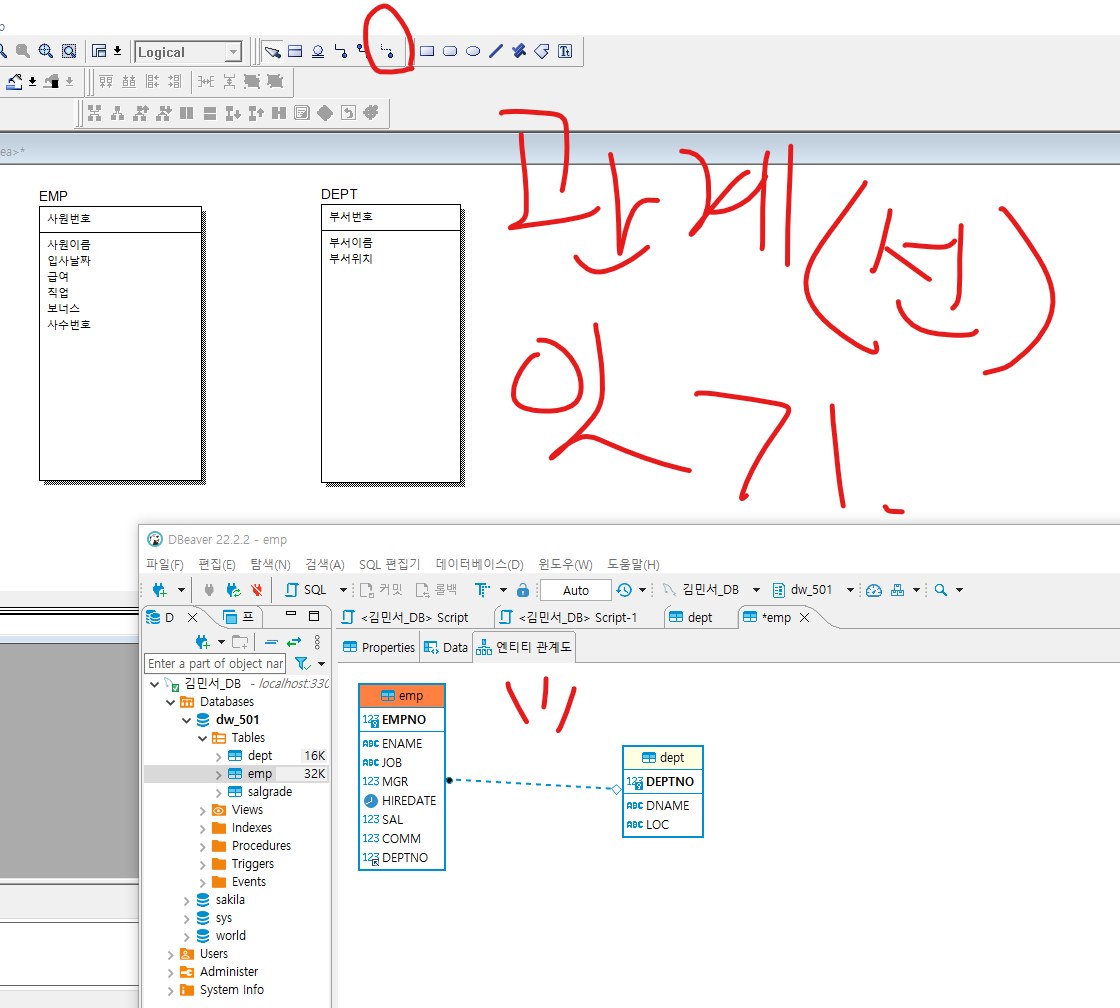 Logical
ea>*
EMP
사원번호
사원이름
입사날짜
급여
직업
보너스
사수번호
DEPT
부서번호
부서이름
부서위치
관계(선)
잇기.
DBeaver 22.2.2 - emp
파일(F) 편집(E) 탐색(N) 검색(A) SQL 편집기 데이터베이스(D) 윈도우(W) 도움말(H)
SQL 커밋 롤백 Auto 김민서_DB dw_501
D 프 <김민서_DB> Script <김민서_DB> Script-1 dept *emp
Properties Data 엔티티 관계도
Enter a part of object nar
김민서_DB - localhost:330
Databases
dw_501
Tables
dept 16K
emp 32K
salgrade
Views
Indexes
Procedures
Triggers
Events
sakila
sys
world
Users
Administer
System Info
emp
123 EMPNO
ABC ENAME
ABC JOB
123 MGR
HIREDATE
123 SAL
123 COMM
123 DEPTNO
dept
123 DEPTNO
ABC DNAME
ABC LOC